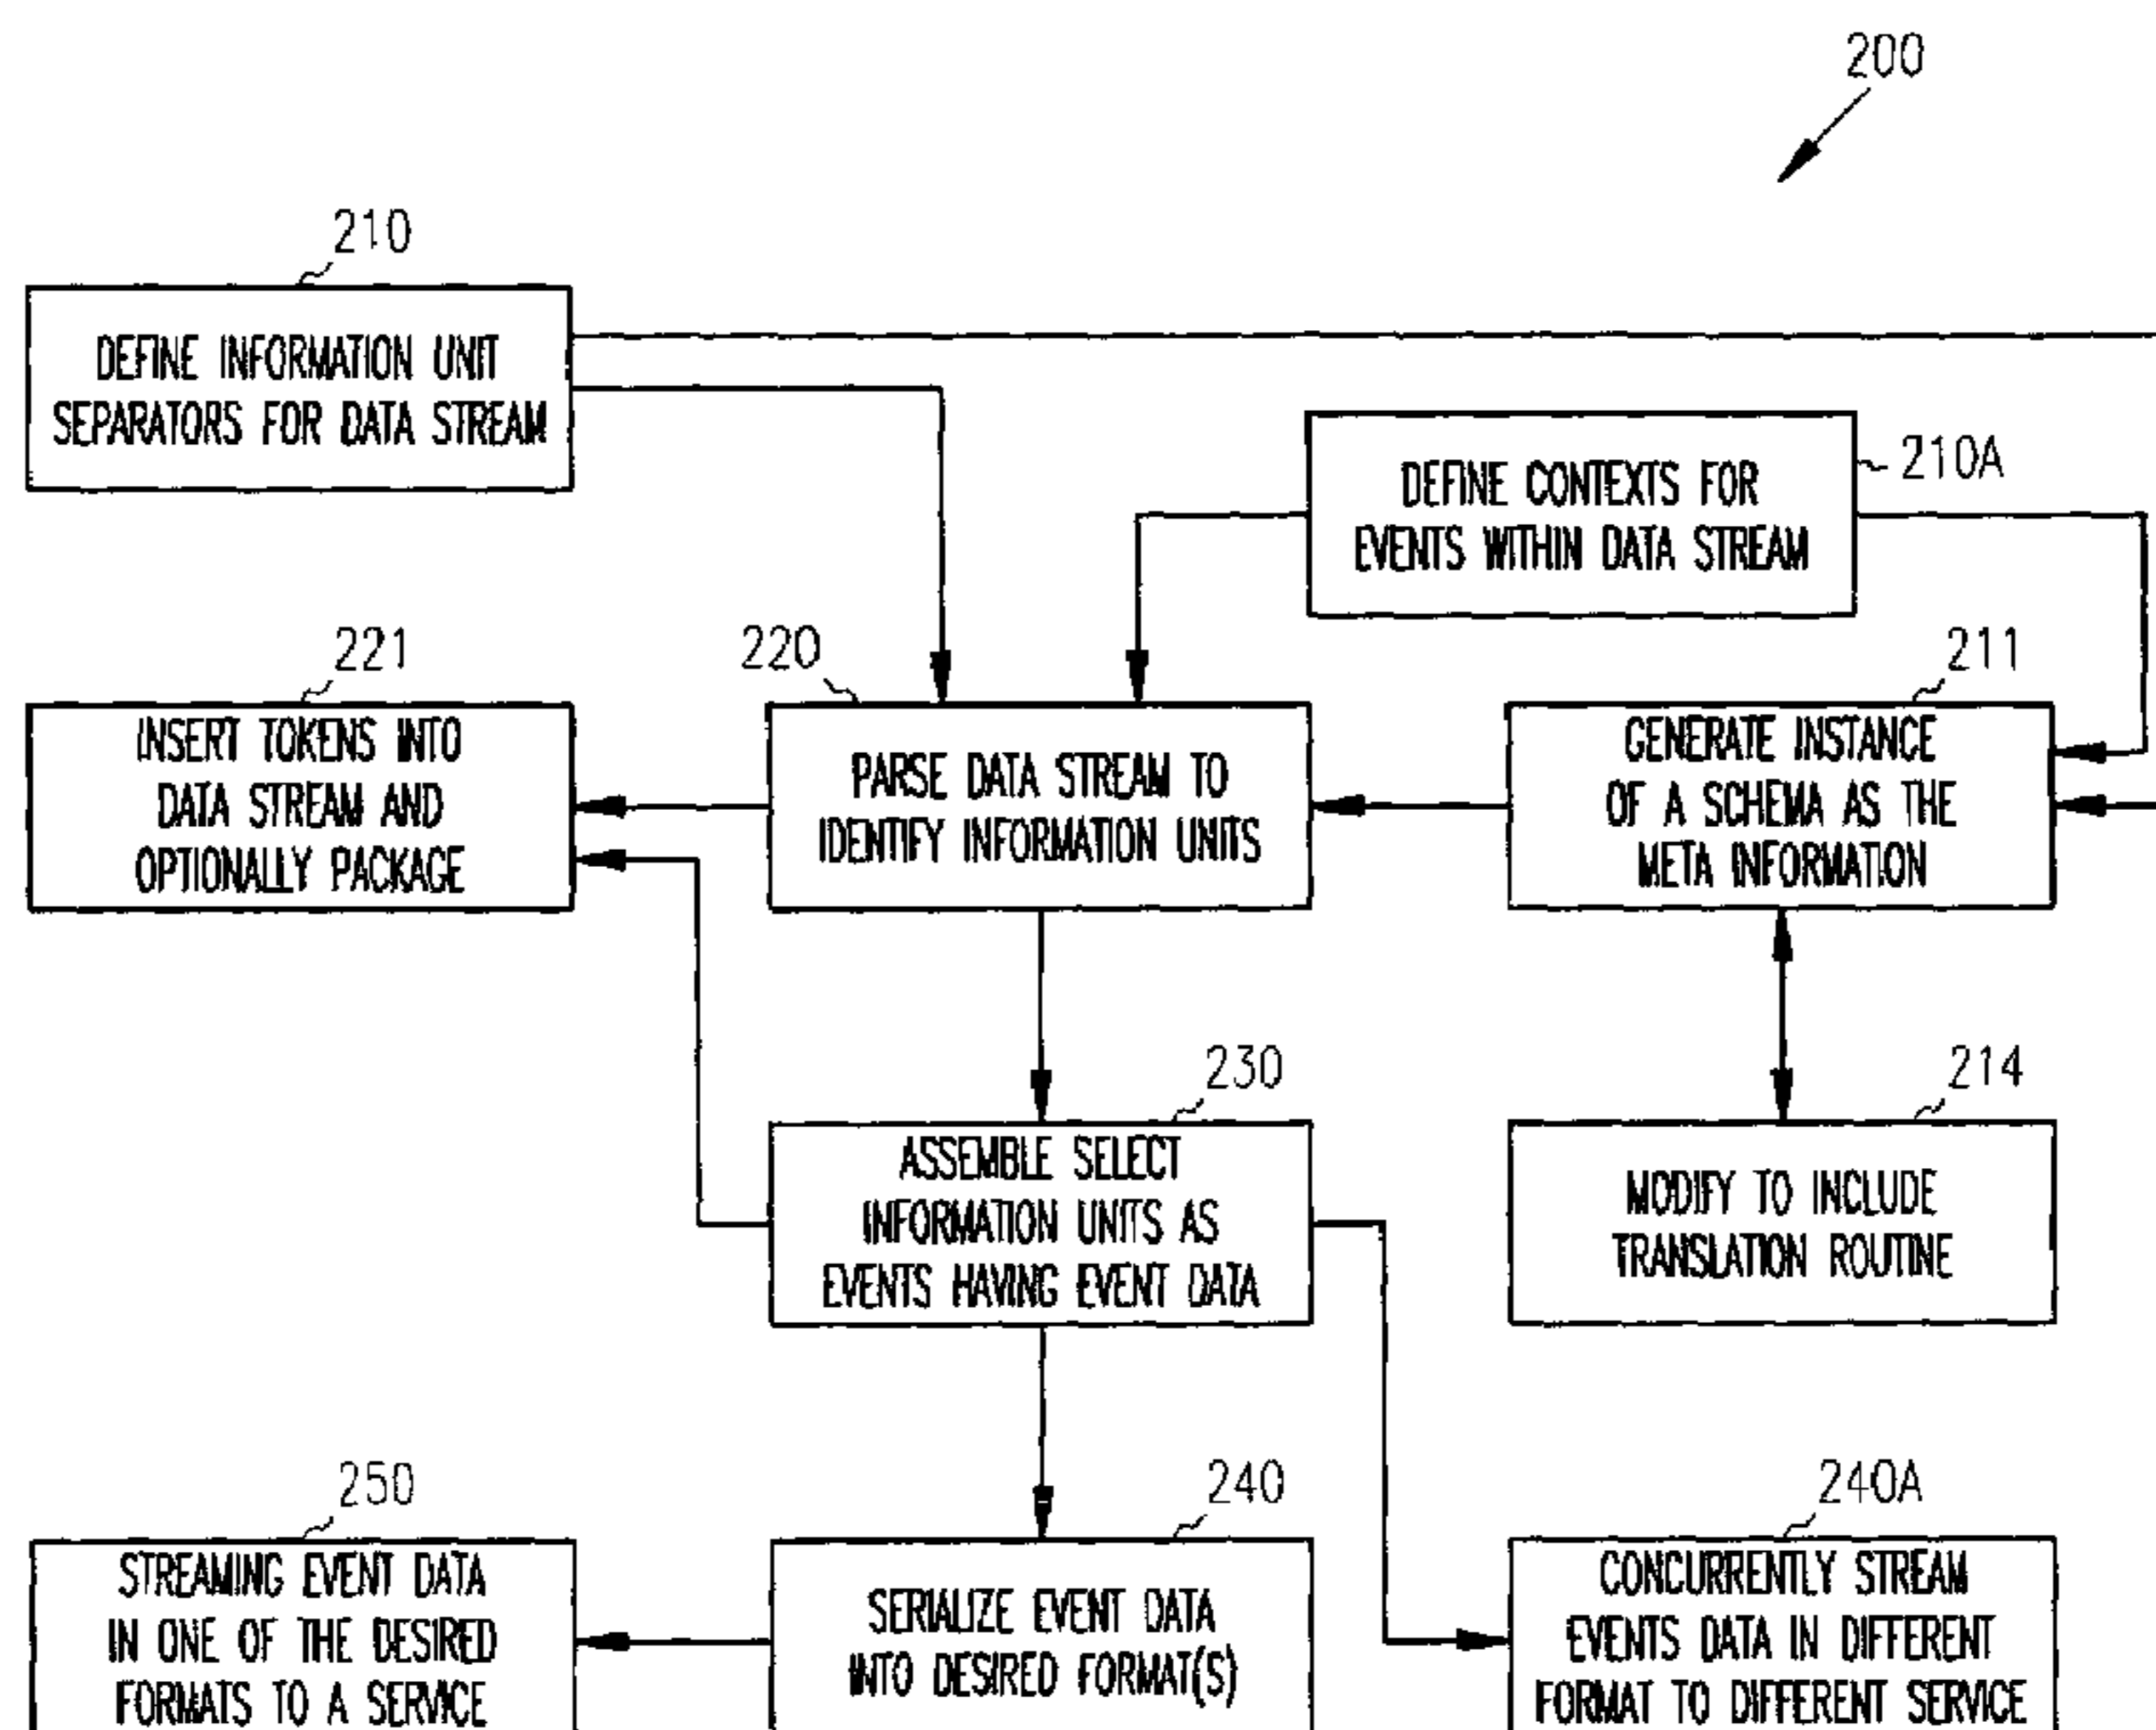 200
210
DEFINE INFORMATION UNIT
SEPARATORS FOR DATA STREAM
210A
DEFINE CONTEXTS FOR
EVENTS WITHIN DATA STREAM
221
INSERT TOKENS INTO
DATA STREAM AND
OPTIONALLY PACKAGE
220
PARSE DATA STREAM TO
IDENTIFY INFORMATION UNITS
211
GENERATE INSTANCE
OF A SCHEMA AS THE
META INFORMATION
230
ASSEMBLE SELECT
INFORMATION UNITS AS
EVENTS HAVING EVENT DATA
214
MODIFY TO INCLUDE
TRANSLATION ROUTINE
250
STREAMING EVENT DATA
IN ONE OF THE DESIRED
FORMATS TO A SERVICE
240
SERIALIZE EVENT DATA
INTO DESIRED FORMAT(S)
240A
CONCURRENTLY STREAM
EVENTS DATA IN DIFFERENT
FORMAT TO DIFFERENT SERVICE